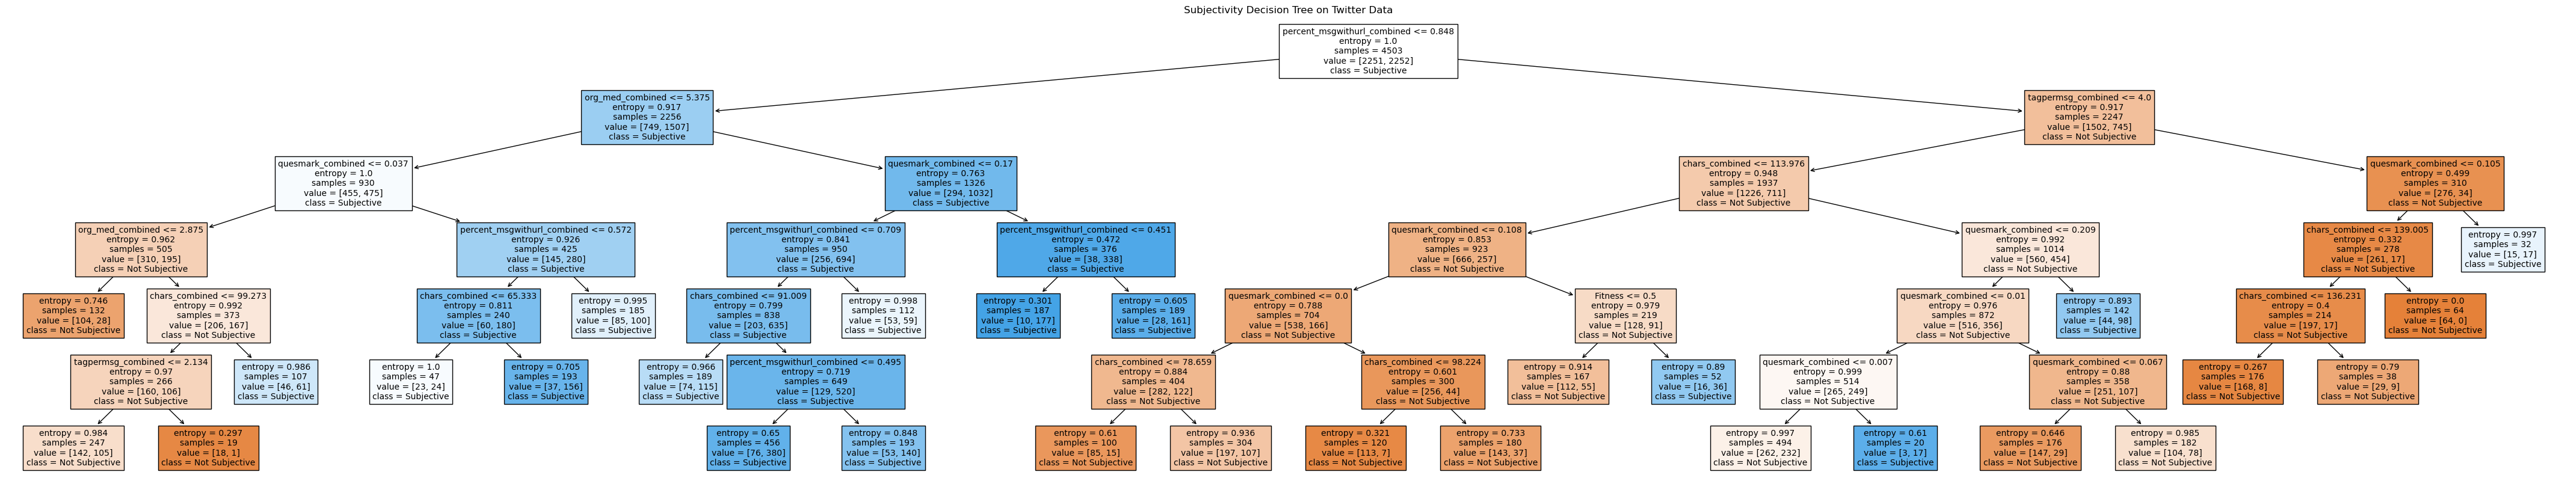 Subjectivity Decision Tree on Twitter Data
percent_msgwithurl_combined <= 0.848
entropy = 1.0
samples = 4503
value = [2251, 2252]
class = Subjective
org_med_combined <= 5.375
entropy = 0.917
samples = 2256
value = [749, 1507]
class = Subjective
tagpermsg_combined <= 4.0
entropy = 0.917
samples = 2247
value = [1502, 745]
class = Not Subjective
quesmark_combined <= 0.037
entropy = 1.0
samples = 930
value = [455, 475]
class = Subjective
quesmark_combined <= 0.17
entropy = 0.763
samples = 1326
value = [294, 1032]
class = Subjective
chars_combined <= 113.976
entropy = 0.948
samples = 1937
value = [1226, 711]
class = Not Subjective
quesmark_combined <= 0.105
entropy = 0.499
samples = 310
value = [276, 34]
class = Not Subjective
org_med_combined <= 2.875
entropy = 0.962
samples = 505
value = [310, 195]
class = Not Subjective
percent_msgwithurl_combined <= 0.572
entropy = 0.926
samples = 425
value = [145, 280]
class = Subjective
percent_msgwithurl_combined <= 0.709
entropy = 0.841
samples = 950
value = [256, 694]
class = Subjective
percent_msgwithurl_combined <= 0.451
entropy = 0.472
samples = 376
value = [38, 338]
class = Subjective
quesmark_combined <= 0.108
entropy = 0.853
samples = 923
value = [666, 257]
class = Not Subjective
quesmark_combined <= 0.209
entropy = 0.992
samples = 1014
value = [560, 454]
class = Not Subjective
chars_combined <= 139.005
entropy = 0.332
samples = 278
value = [261, 17]
class = Not Subjective
entropy = 0.997
samples = 32
value = [15, 17]
class = Subjective
entropy = 0.746
samples = 132
value = [104, 28]
class = Not Subjective
chars_combined <= 99.273
entropy = 0.992
samples = 373
value = [206, 167]
class = Not Subjective
chars_combined <= 65.333
entropy = 0.811
samples = 240
value = [60, 180]
class = Subjective
entropy = 0.995
samples = 185
value = [85, 100]
class = Subjective
chars_combined <= 91.009
entropy = 0.799
samples = 838
value = [203, 635]
class = Subjective
entropy = 0.998
samples = 112
value = [53, 59]
class = Subjective
entropy = 0.301
samples = 187
value = [10, 177]
class = Subjective
entropy = 0.605
samples = 189
value = [28, 161]
class = Subjective
quesmark_combined <= 0.0
entropy = 0.788
samples = 704
value = [538, 166]
class = Not Subjective
Fitness <= 0.5
entropy = 0.979
samples = 219
value = [128, 91]
class = Not Subjective
quesmark_combined <= 0.01
entropy = 0.976
samples = 872
value = [516, 356]
class = Not Subjective
entropy = 0.893
samples = 142
value = [44, 98]
class = Subjective
chars_combined <= 136.231
entropy = 0.4
samples = 214
value = [197, 17]
class = Not Subjective
entropy = 0.0
samples = 64
value = [64, 0]
class = Not Subjective
tagpermsg_combined <= 2.134
entropy = 0.97
samples = 266
value = [160, 106]
class = Not Subjective
entropy = 0.986
samples = 107
value = [46, 61]
class = Subjective
entropy = 1.0
samples = 47
value = [23, 24]
class = Subjective
entropy = 0.705
samples = 193
value = [37, 156]
class = Subjective
entropy = 0.966
samples = 189
value = [74, 115]
class = Subjective
percent_msgwithurl_combined <= 0.495
entropy = 0.719
samples = 649
value = [129, 520]
class = Subjective
chars_combined <= 78.659
entropy = 0.884
samples = 404
value = [282, 122]
class = Not Subjective
chars_combined <= 98.224
entropy = 0.601
samples = 300
value = [256, 44]
class = Not Subjective
entropy = 0.914
samples = 167
value = [112, 55]
class = Not Subjective
entropy = 0.89
samples = 52
value = [16, 36]
class = Subjective
quesmark_combined <= 0.007
entropy = 0.999
samples = 514
value = [265, 249]
class = Not Subjective
quesmark_combined <= 0.067
entropy = 0.88
samples = 358
value = [251, 107]
class = Not Subjective
entropy = 0.267
samples = 176
value = [168, 8]
class = Not Subjective
entropy = 0.79
samples = 38
value = [29, 9]
class = Not Subjective
entropy = 0.984
samples = 247
value = [142, 105]
class = Not Subjective
entropy = 0.297
samples = 19
value = [18, 1]
class = Not Subjective
entropy = 0.65
samples = 456
value = [76, 380]
class = Subjective
entropy = 0.848
samples = 193
value = [53, 140]
class = Subjective
entropy = 0.61
samples = 100
value = [85, 15]
class = Not Subjective
entropy = 0.936
samples = 304
value = [197, 107]
class = Not Subjective
entropy = 0.321
samples = 120
value = [113, 7]
class = Not Subjective
entropy = 0.733
samples = 180
value = [143, 37]
class = Not Subjective
entropy = 0.997
samples = 494
value = [262, 232]
class = Not Subjective
entropy = 0.61
samples = 20
value = [3, 17]
class = Subjective
entropy = 0.646
samples = 176
value = [147, 29]
class = Not Subjective
entropy = 0.985
samples = 182
value = [104, 78]
class = Not Subjective